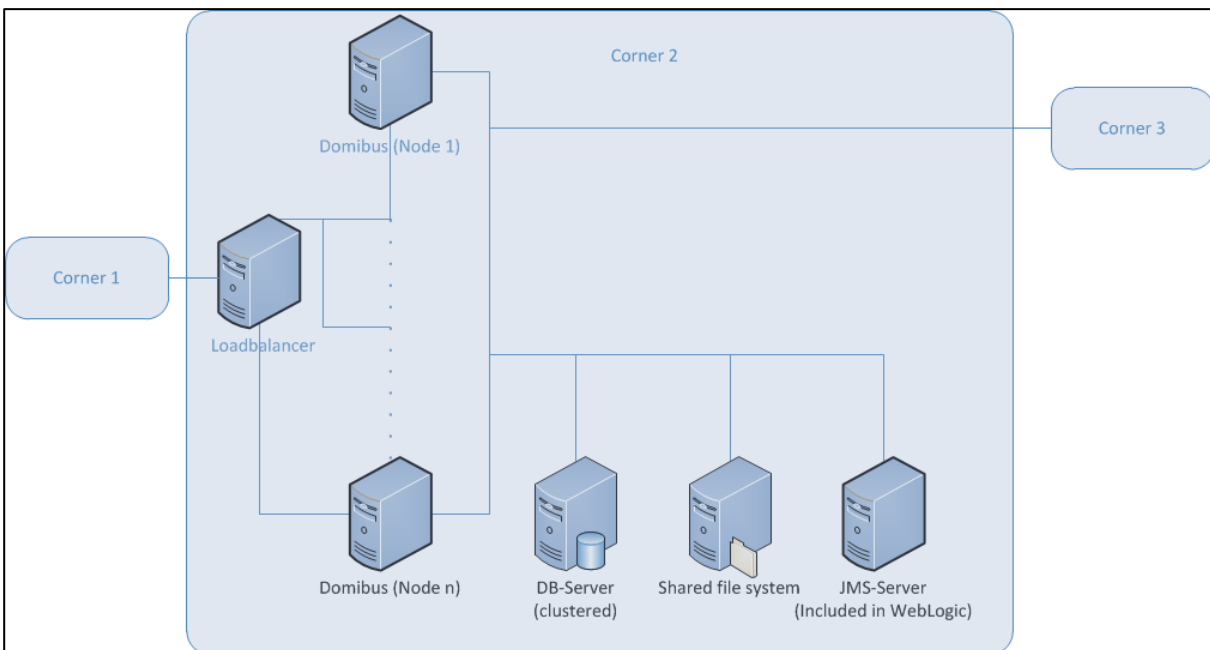 Corner 2
Domibus (Node 1)
Corner 3
Corner 1
Loadbalancer
Domibus (Node n)
DB-Server
(clustered)
Shared file system
JMS-Server
(Included in WebLogic)